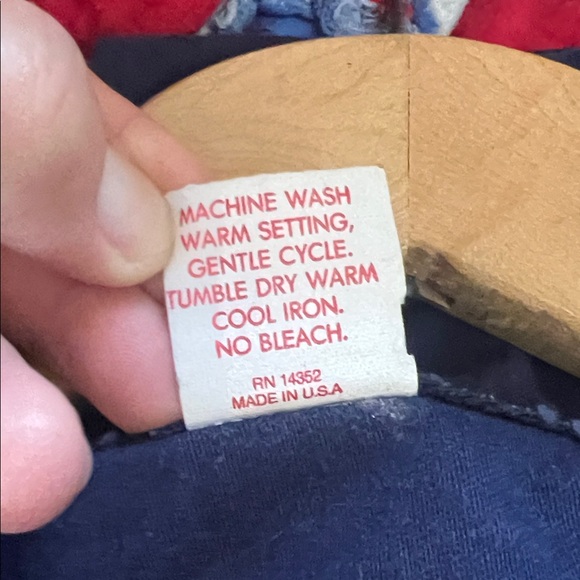 MACHINE WASH
WARM SETTING,
GENTLE CYCLE.
TUMBLE DRY WARM
COOL IRON.
NO BLEACH.
RN 14352
MADE IN U.S.A